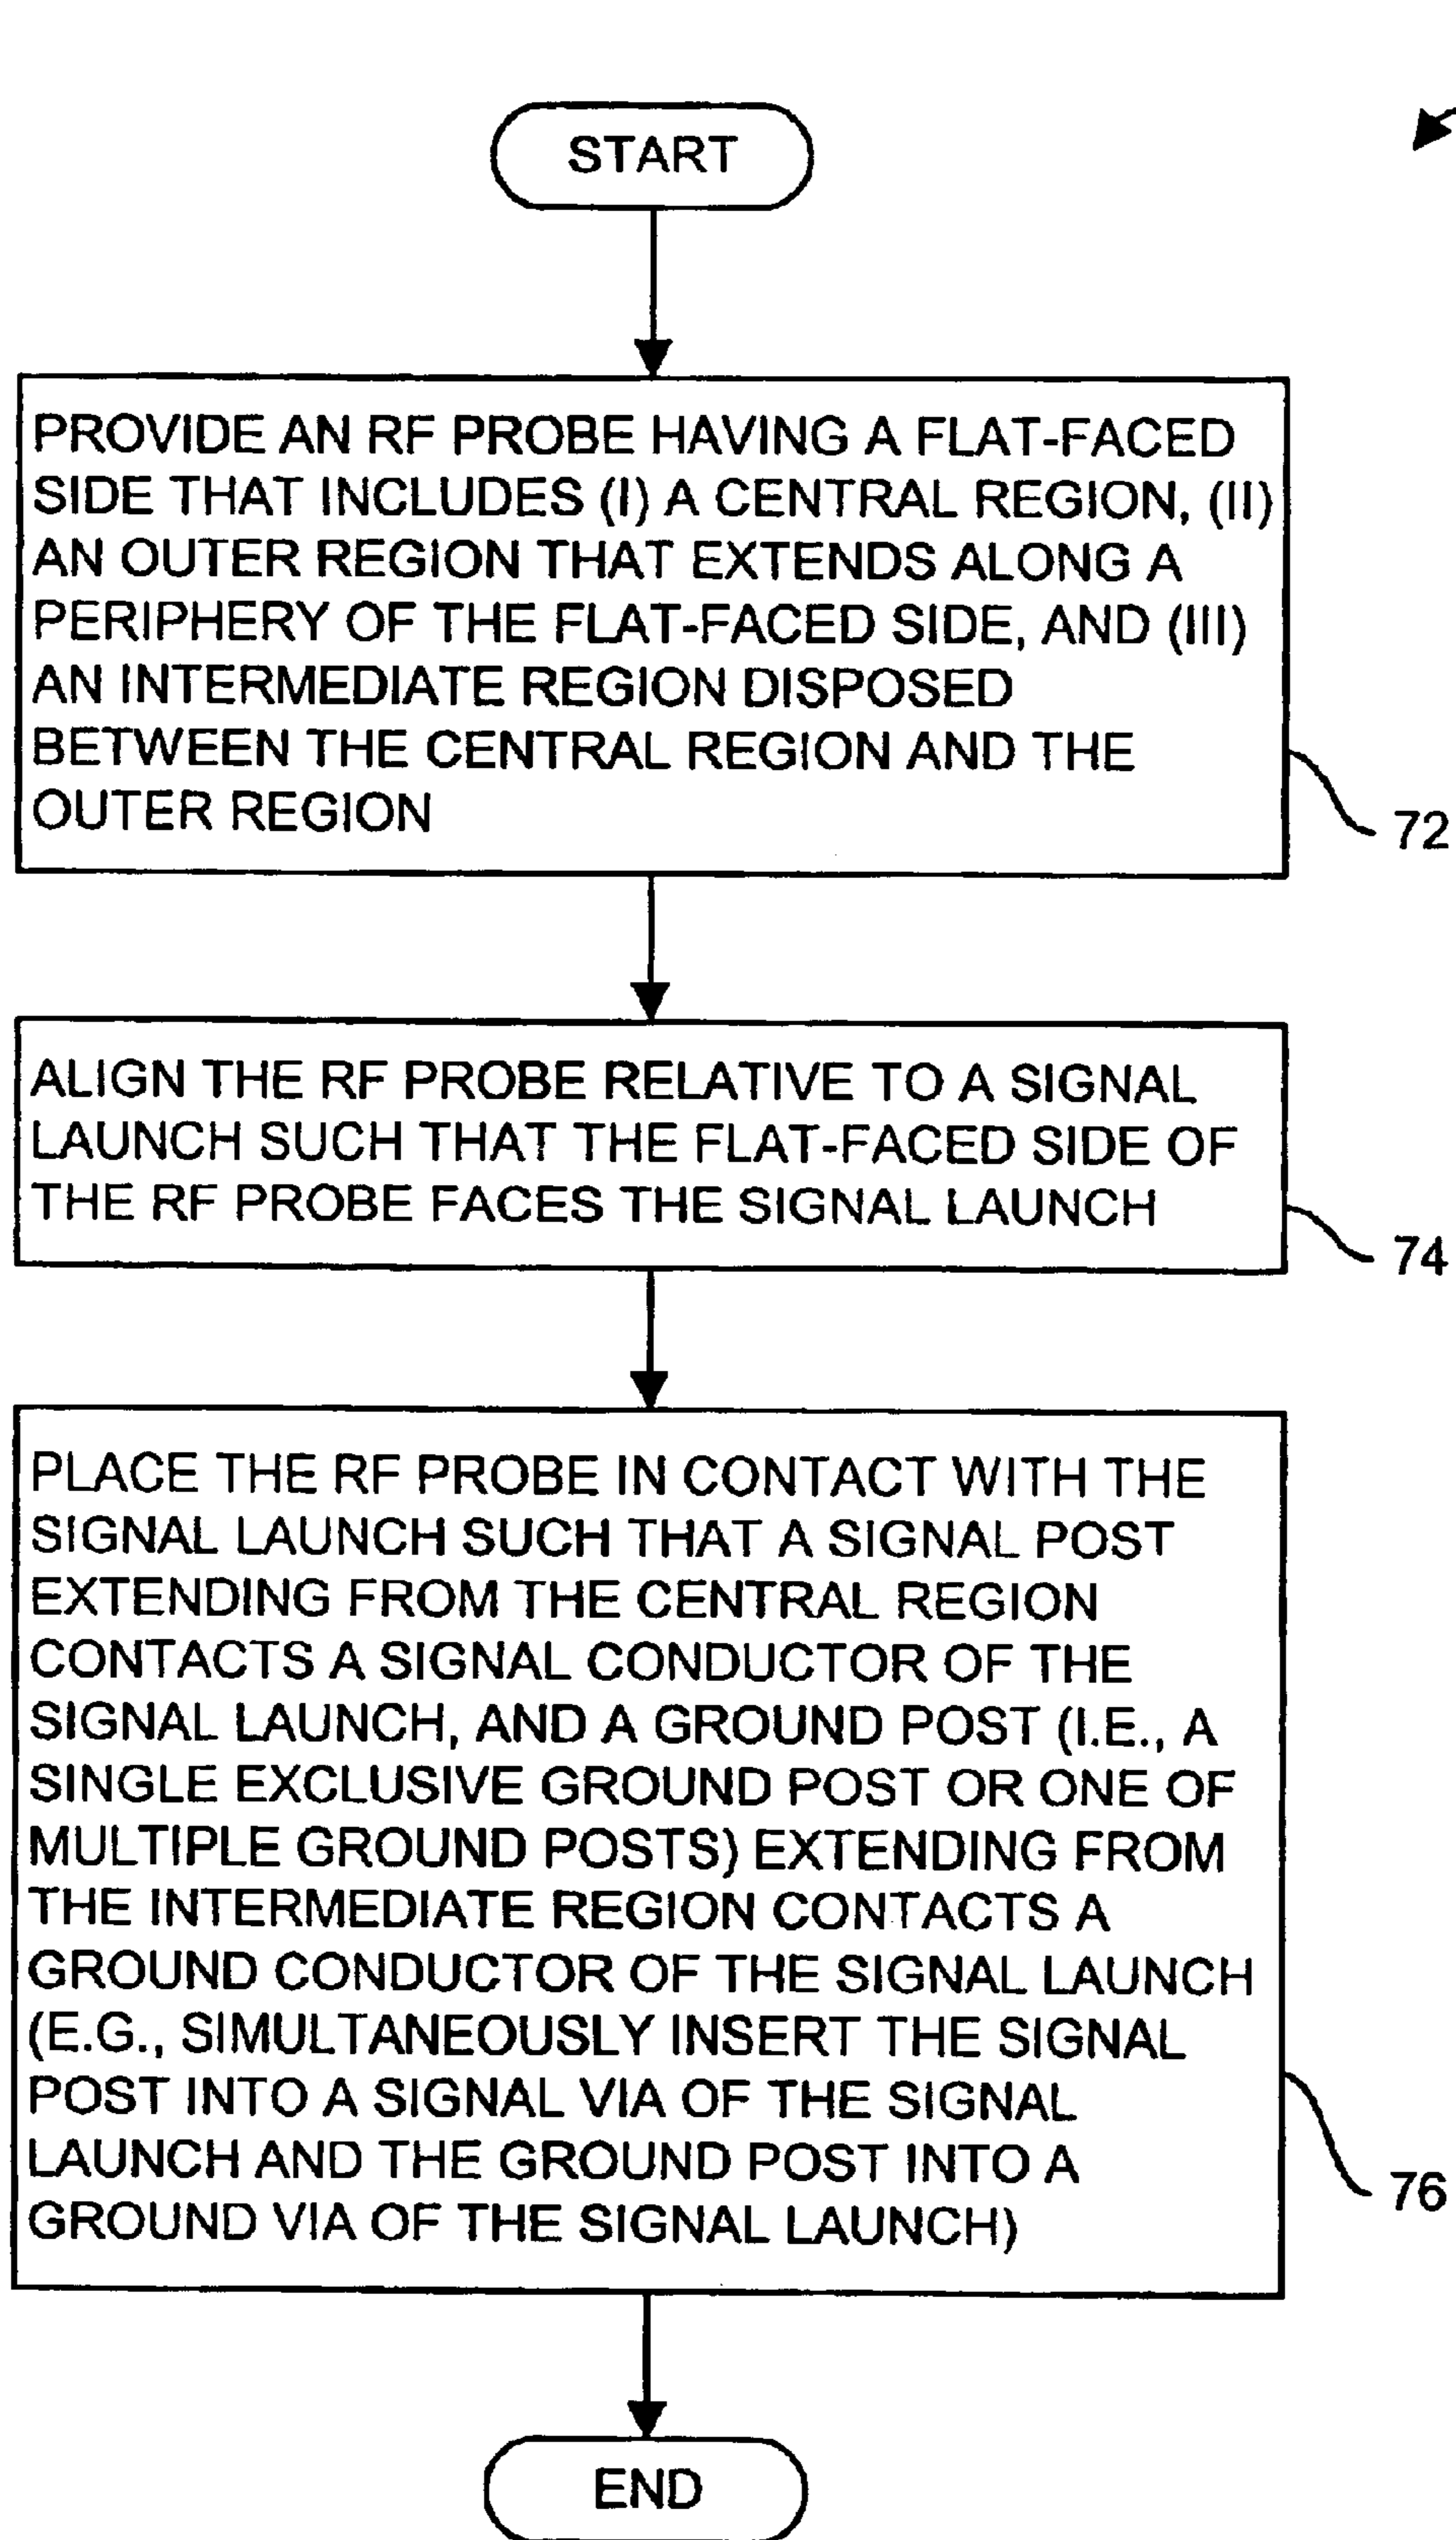 START
PROVIDE AN RF PROBE HAVING A FLAT-FACED
SIDE THAT INCLUDES (I) A CENTRAL REGION, (II)
AN OUTER REGION THAT EXTENDS ALONG A
PERIPHERY OF THE FLAT-FACED SIDE, AND (III)
AN INTERMEDIATE REGION DISPOSED
BETWEEN THE CENTRAL REGION AND THE
OUTER REGION
72
ALIGN THE RF PROBE RELATIVE TO A SIGNAL
LAUNCH SUCH THAT THE FLAT-FACED SIDE OF
THE RF PROBE FACES THE SIGNAL LAUNCH
74
PLACE THE RF PROBE IN CONTACT WITH THE
SIGNAL LAUNCH SUCH THAT A SIGNAL POST
EXTENDING FROM THE CENTRAL REGION
CONTACTS A SIGNAL CONDUCTOR OF THE
SIGNAL LAUNCH, AND A GROUND POST (I.E., A
SINGLE EXCLUSIVE GROUND POST OR ONE OF
MULTIPLE GROUND POSTS) EXTENDING FROM
THE INTERMEDIATE REGION CONTACTS A
GROUND CONDUCTOR OF THE SIGNAL LAUNCH
(E.G., SIMULTANEOUSLY INSERT THE SIGNAL
POST INTO A SIGNAL VIA OF THE SIGNAL
LAUNCH AND THE GROUND POST INTO A
GROUND VIA OF THE SIGNAL LAUNCH)
76
END